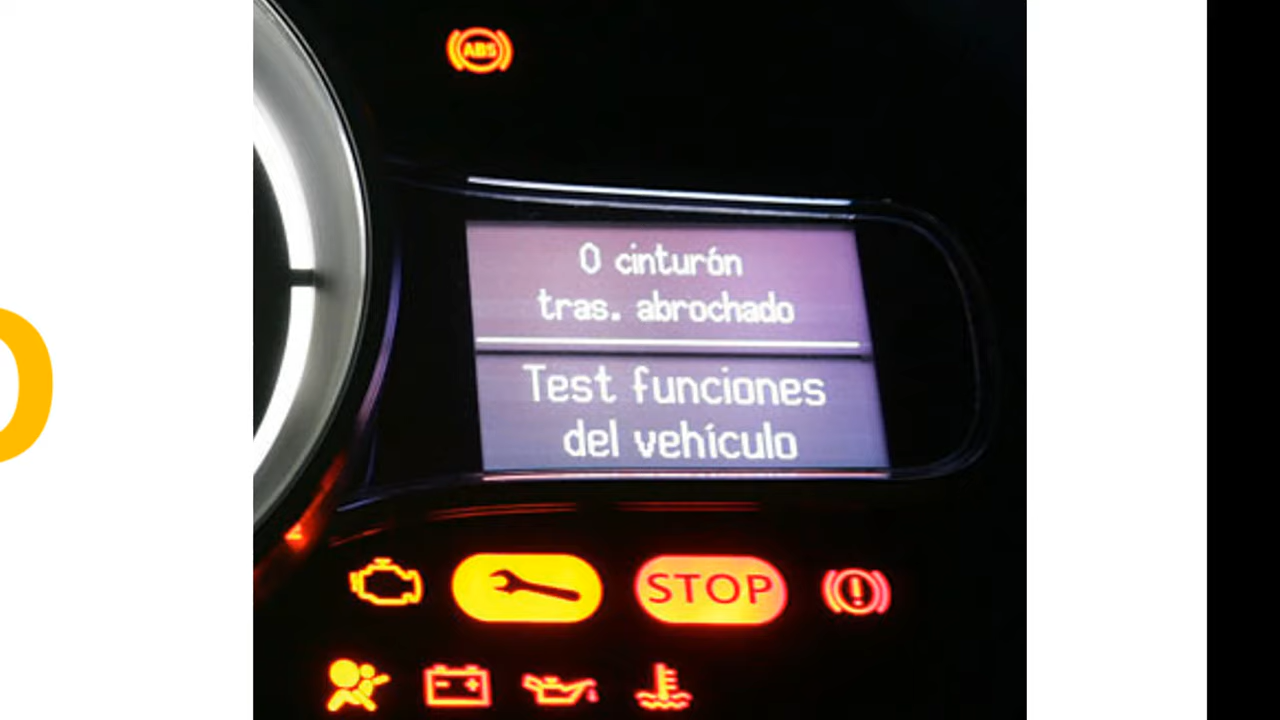 ABS
0 cinturón
tras. abrochado
Test funciones
del vehículo
STOP